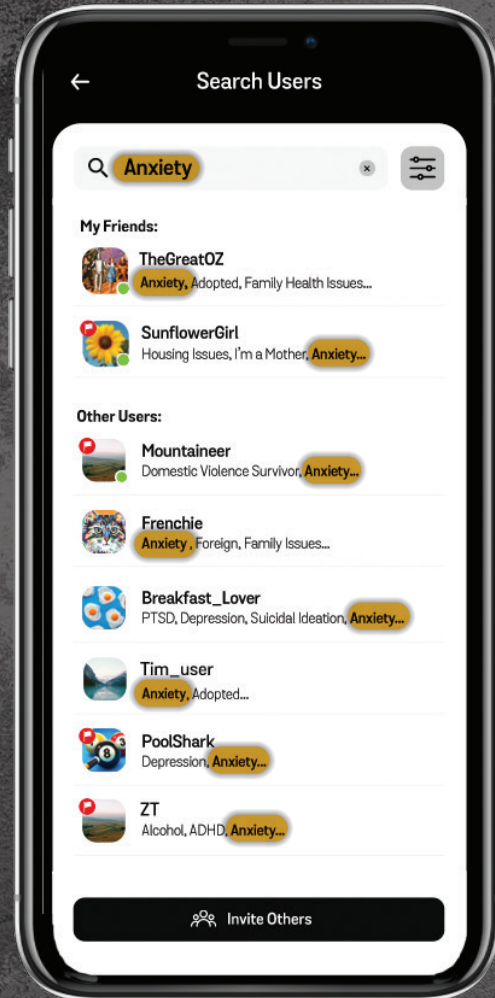 Search Users
Anxiety
My Friends:
TheGreatOZ
Anxiety, Adopted, Family Health Issues...
SunflowerGirl
Housing Issues, I'm a Mother, Anxiety...
Other Users:
Mountaineer
Domestic Violence Survivor, Anxiety...
Frenchie
Anxiety, Foreign, Family Issues...
Breakfast_Lover
PTSD, Depression, Suicidal Ideation, Anxiety...
Tim_user
Anxiety, Adopted...
PoolShark
Depression, Anxiety...
8
3
ZT
Alcohol, ADHD, Anxiety...
Invite Others